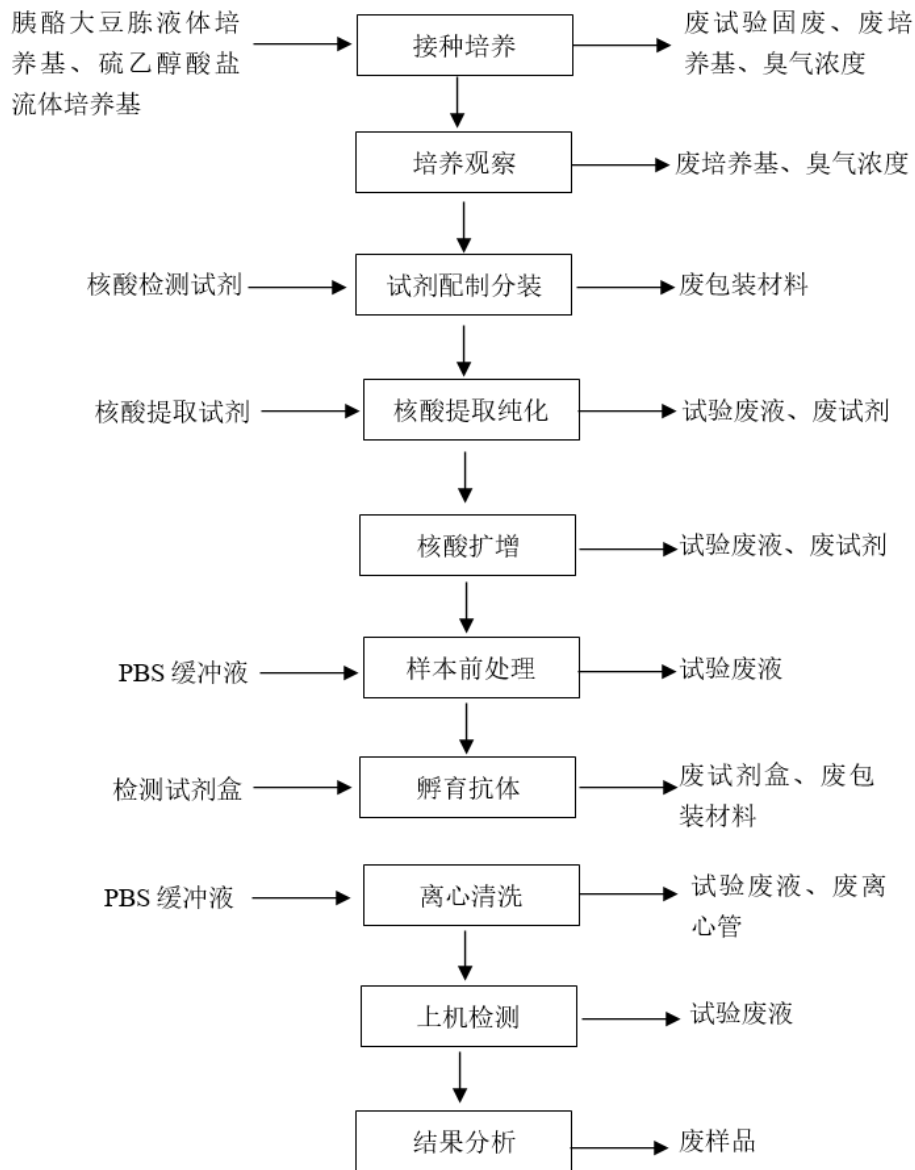 胰酪大豆胨液体培
养基、硫乙醇酸盐
流体培养基
接种培养
废试验固废、废培
养基、臭气浓度
培养观察
废培养基、臭气浓度
核酸检测试剂
试剂配制分装
废包装材料
核酸提取试剂
核酸提取纯化
试验废液、废试剂
核酸扩增
试验废液、废试剂
PBS 缓冲液
样本前处理
试验废液
检测试剂盒
孵育抗体
废试剂盒、废包
装材料
PBS 缓冲液
离心清洗
试验废液、废离
心管
上机检测
试验废液
结果分析
废样品